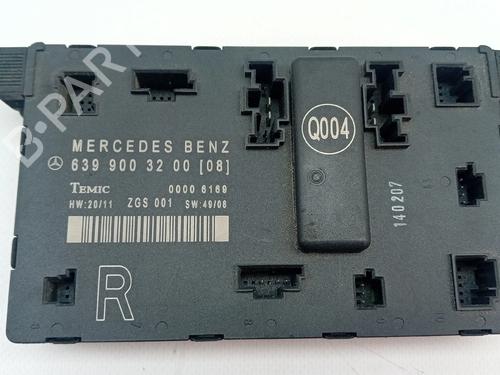 B-PARTS
MERCEDES BENZ
639 900 32 00 [08]
TEMIC 0000 6169
HW:20/11 ZGS 001 SW:49/06
R
Q004
140207